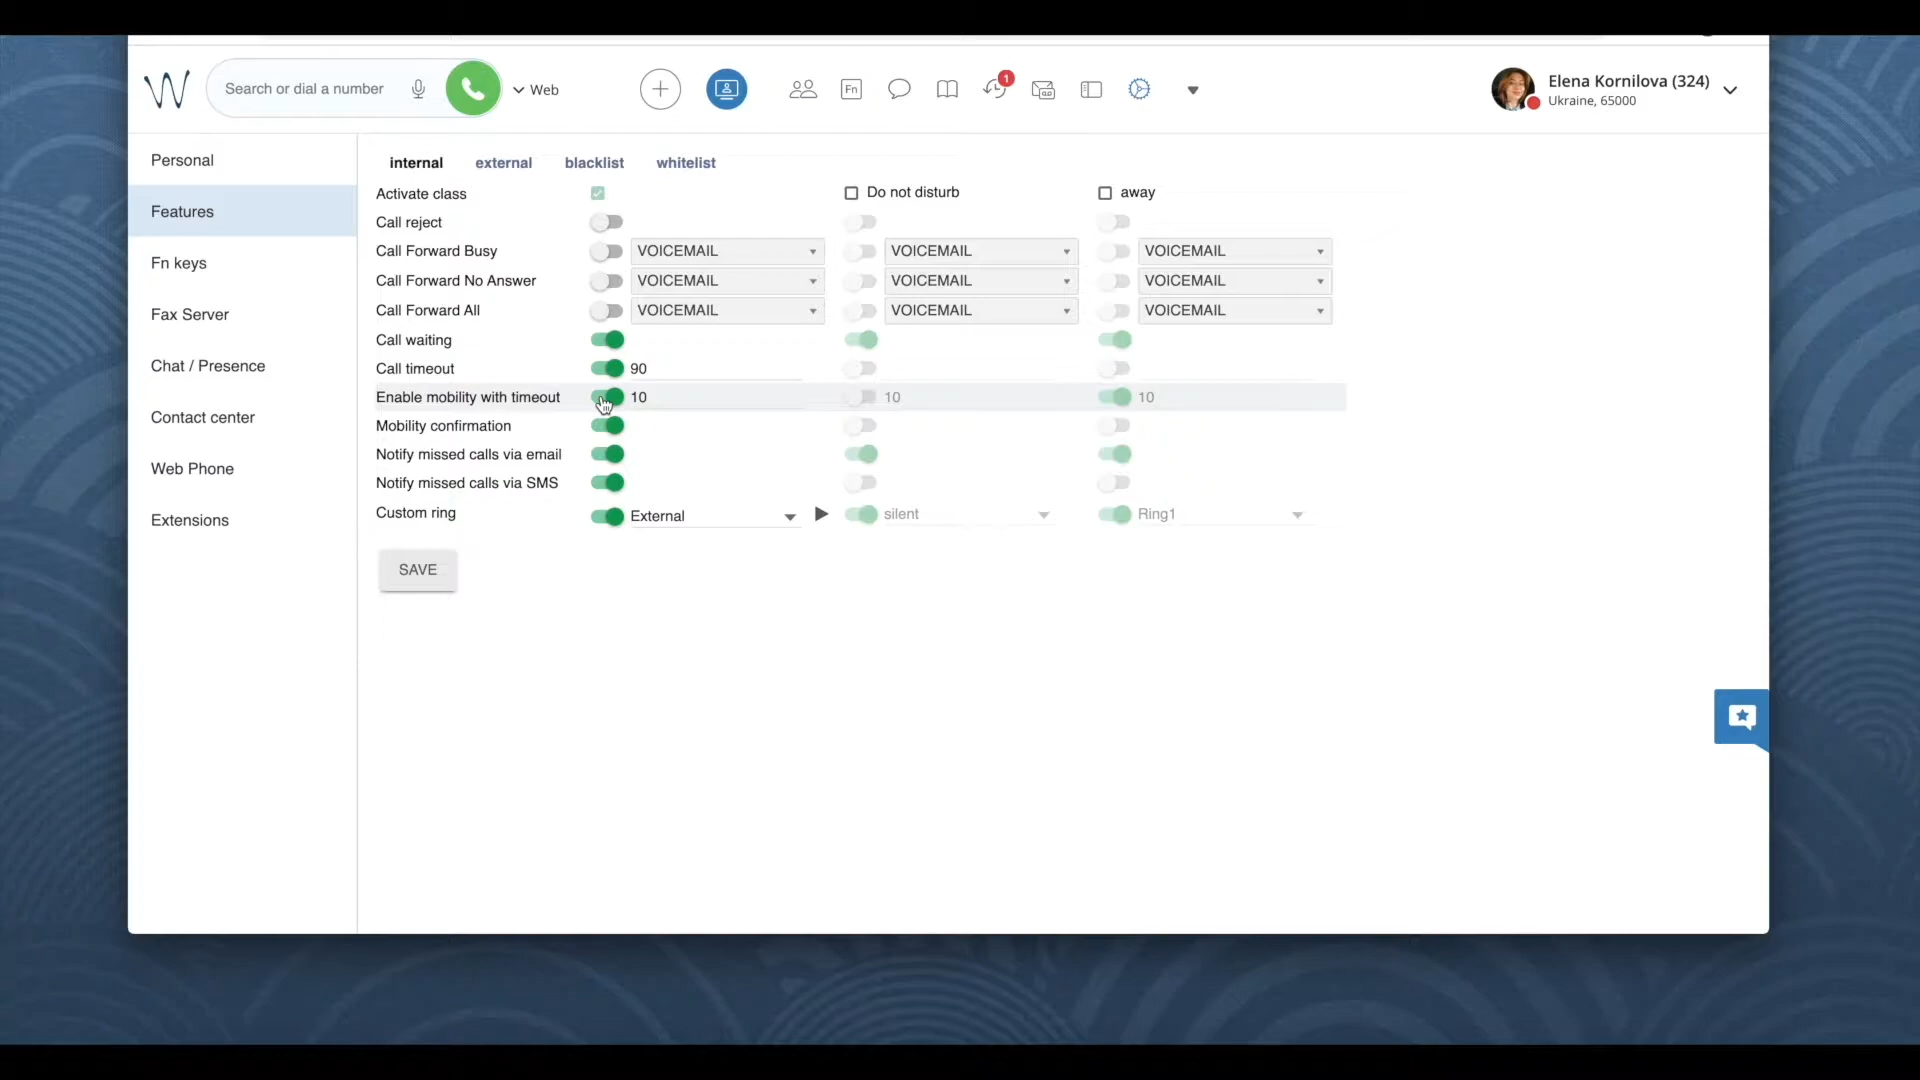 Search or dial a number
Web
Fn
1
Elena Kornilova (324)
Ukraine, 65000
Personal
Features
Fn keys
Fax Server
Chat / Presence
Contact center
Web Phone
Extensions
internal external blacklist whitelist
Activate class Do not disturb away
Call reject
Call Forward Busy VOICEMAIL VOICEMAIL VOICEMAIL
Call Forward No Answer VOICEMAIL VOICEMAIL VOICEMAIL
Call Forward All VOICEMAIL VOICEMAIL VOICEMAIL
Call waiting
Call timeout 90
Enable mobility with timeout 10 10 10
Mobility confirmation
Notify missed calls via email
Notify missed calls via SMS
Custom ring External silent Ring1
SAVE